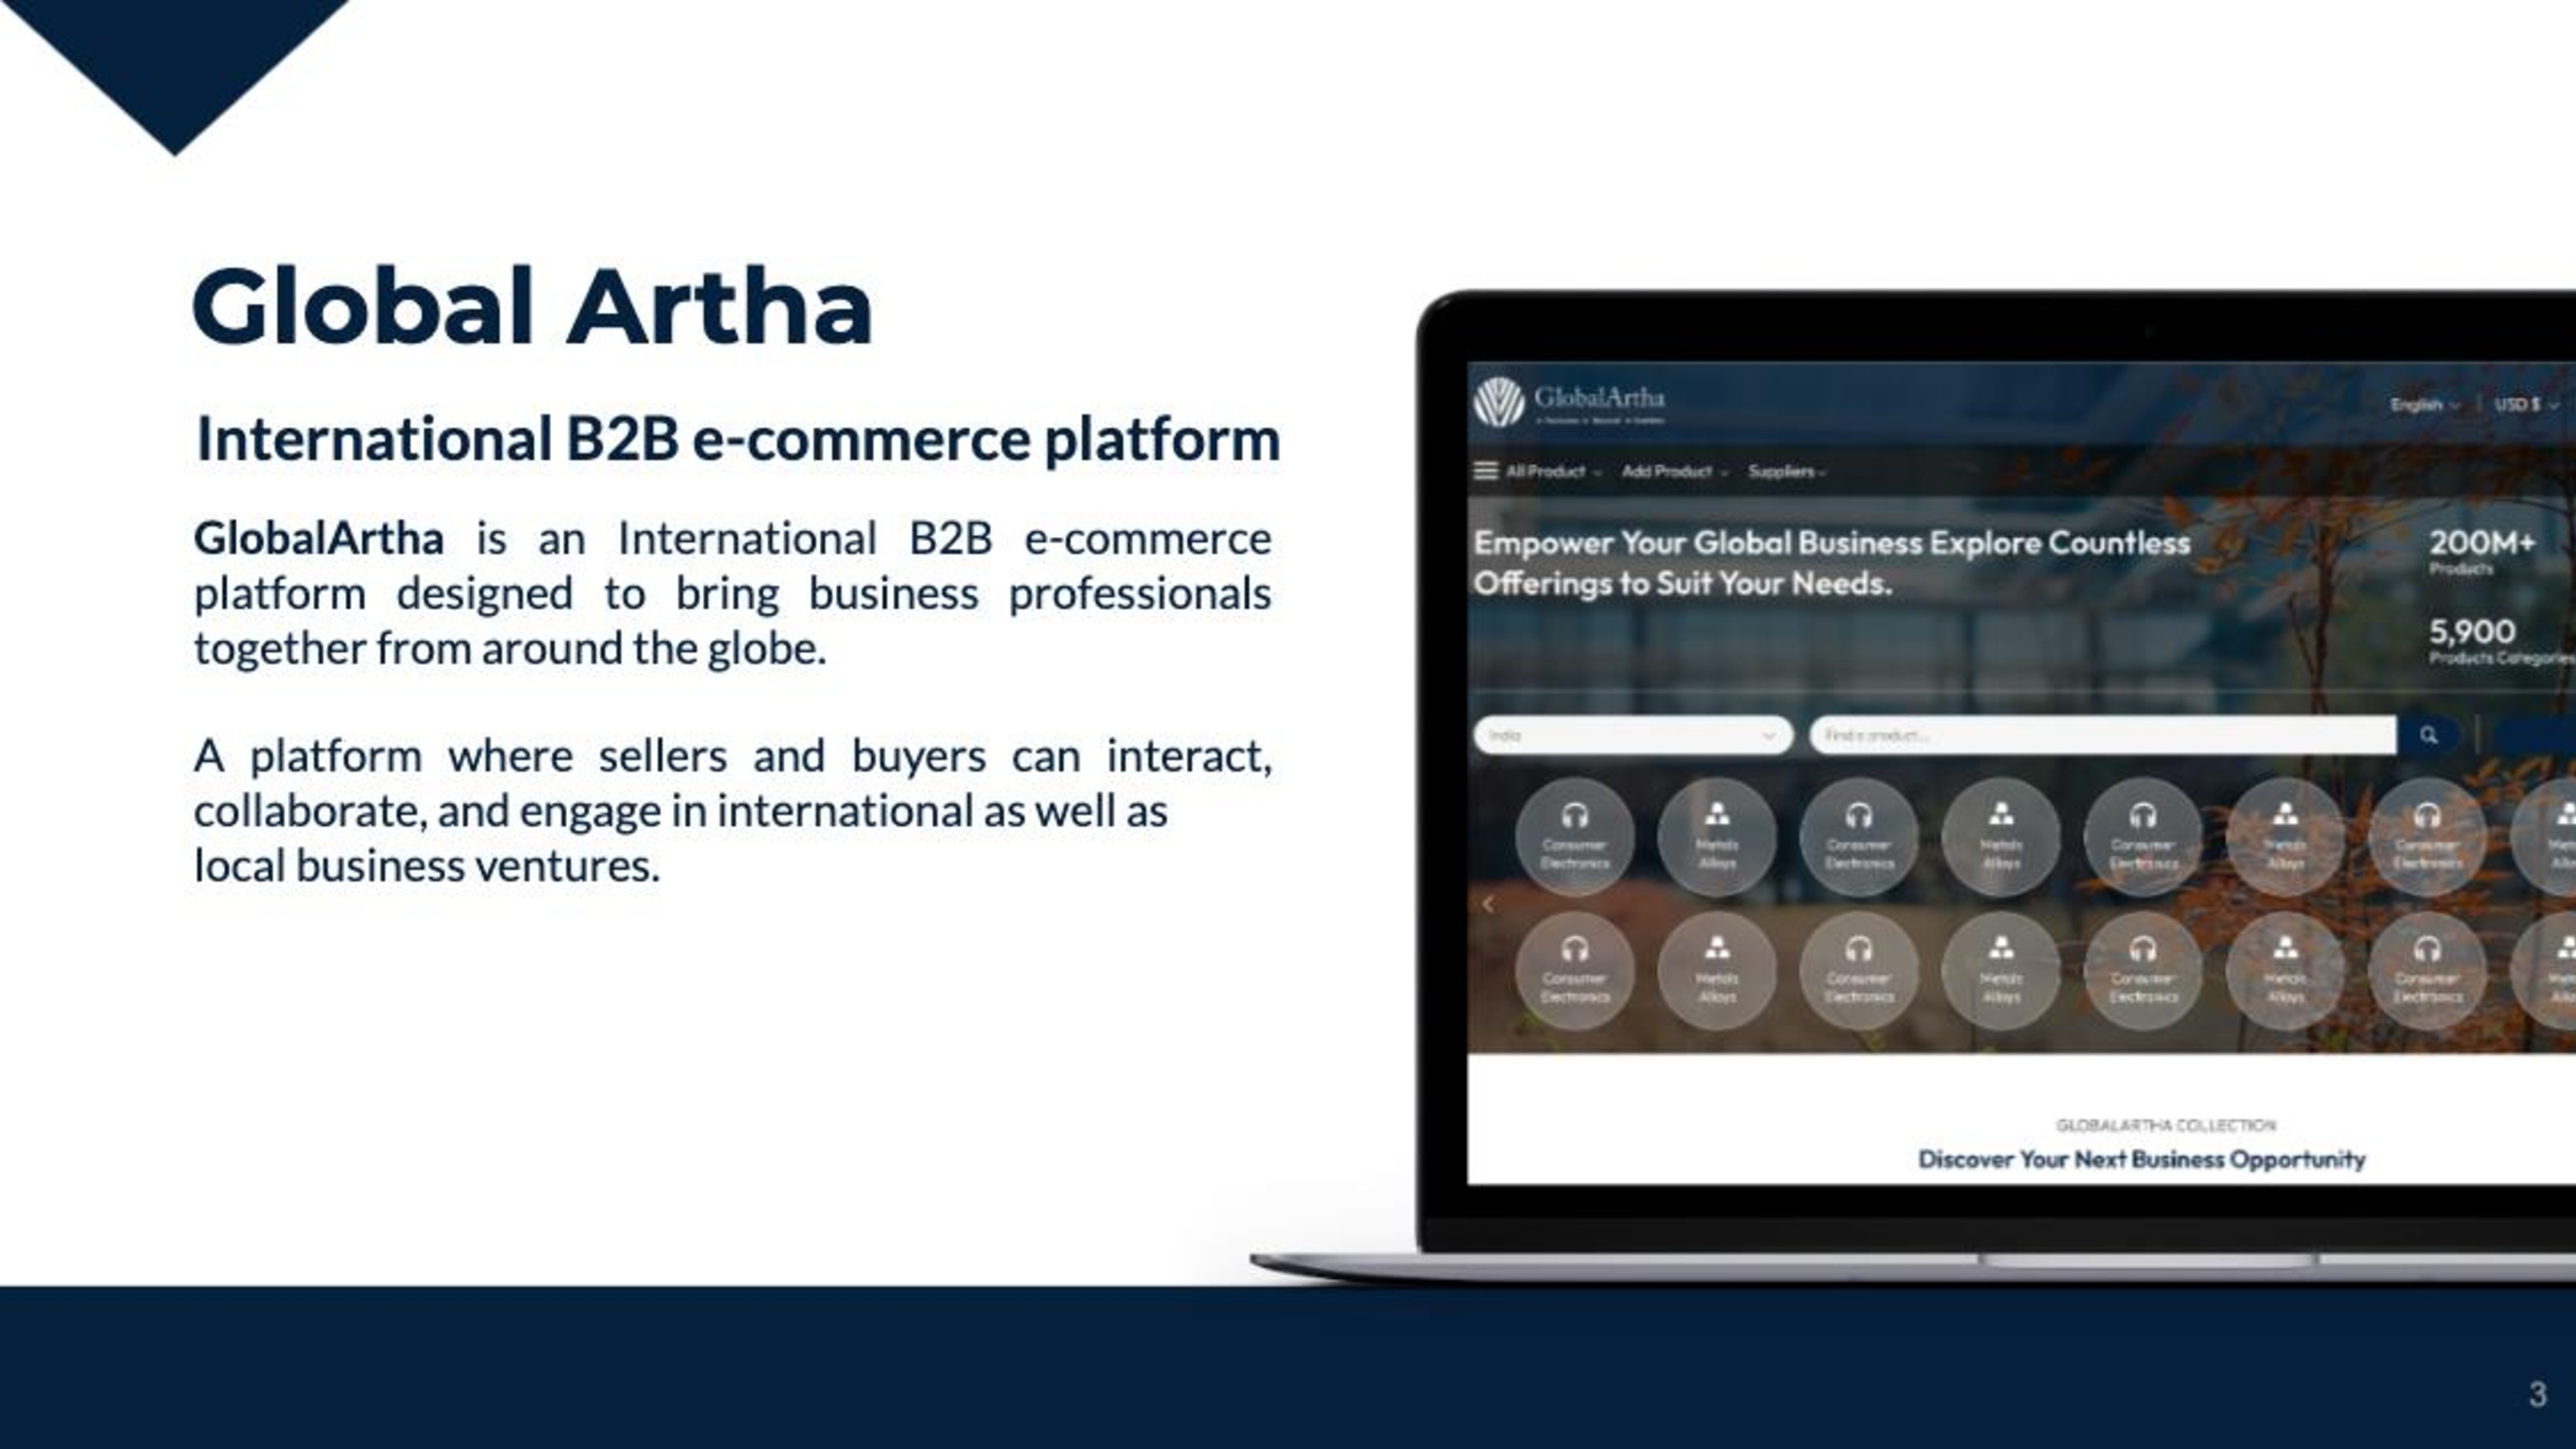 Global Artha
International B2B e-commerce platform
GlobalArtha is an International B2B e-commerce
platform designed to bring business professionals
together from around the globe.
A platform where sellers and buyers can interact,
collaborate, and engage in international as well as
local business ventures.
GlobalArtha
English | USD $
All Product Add Product Suppliers
Empower Your Global Business Explore Countless
Offerings to Suit Your Needs.
200M+
Products
5,900
Products Categories
India
Find a product...
Consumer
Electronics
Metals
Alloys
Consumer
Electronics
Metals
Alloys
Consumer
Electronics
Metals
Alloys
Consumer
Electronics
Consumer
Electronics
Metals
Alloys
Consumer
Electronics
Metals
Alloys
Consumer
Electronics
Metals
Alloys
Consumer
Electronics
GLOBALARTHA COLLECTION
Discover Your Next Business Opportunity
3